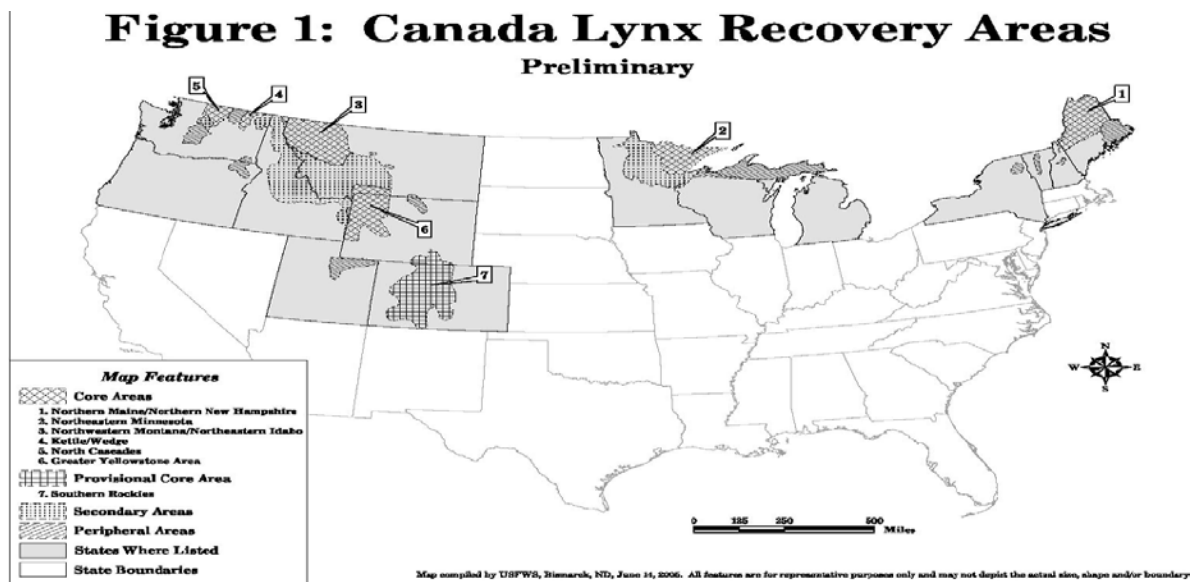 Figure 1: Canada Lynx Recovery Areas
Preliminary
5
4
3
2
1
6
7
N
W E
S
Map Features
Core Areas
1. Northern Maine/Northern New Hampshire
2. Northeastern Minnesota
3. Northwestern Montana/Northeastern Idaho
4. Kettle/Wedge
5. North Cascades
6. Greater Yellowstone Area
Provisional Core Area
7. Southern Rockies
Secondary Areas
Peripheral Areas
States Where Listed
State Boundaries
0 125 250 500
Miles
Map compiled by USFWS, Bismarck, ND, June 14, 2005. All features are for representative purposes only and may not depict the actual size, shape and/or boundary